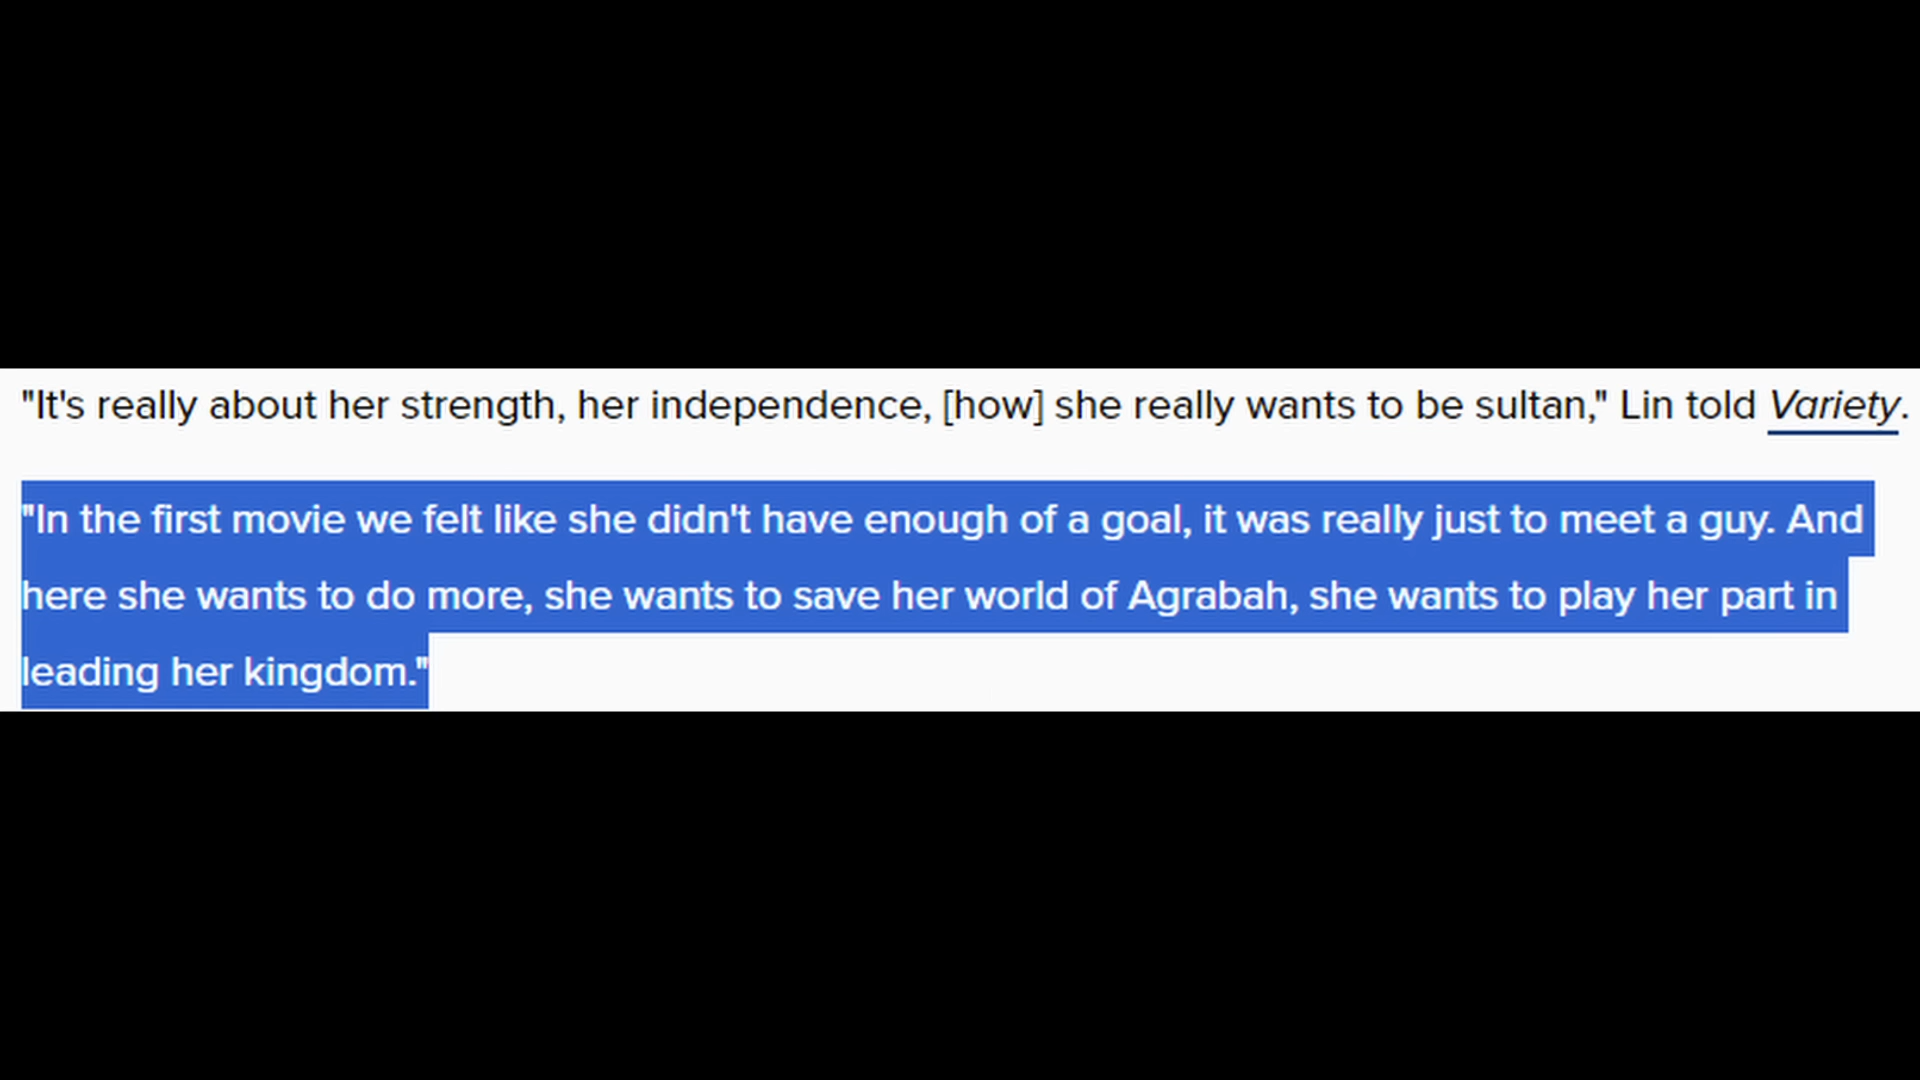 "It's really about her strength, her independence, [how] she really wants to be sultan," Lin told Variety.
"In the first movie we felt like she didn't have enough of a goal, it was really just to meet a guy. And
here she wants to do more, she wants to save her world of Agrabah, she wants to play her part in
leading her kingdom."